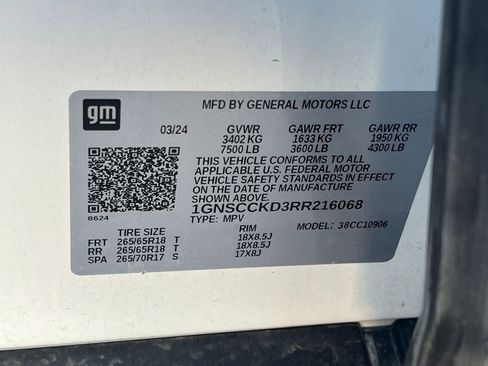 gm
MFD BY GENERAL MOTORS LLC
03/24 GVWR GAWR FRT GAWR RR
3402 KG 1633 KG 1950 KG
7500 LB 3600 LB 4300 LB
THIS VEHICLE CONFORMS TO ALL
APPLICABLE U.S. FEDERAL MOTOR
VEHICLE SAFETY STANDARDS IN EFFECT
ON THE DATE OF MANUFACTURE
SHOWN ABOVE.
8624
1GNSCCKD3RR216068
TYPE: MPV MODEL: 38CC10906
TIRE SIZE RIM
FRT 265/65R18 T 18X8.5J
RR 265/65R18 T 18X8.5J
SPA 265/70R17 S 17X8J